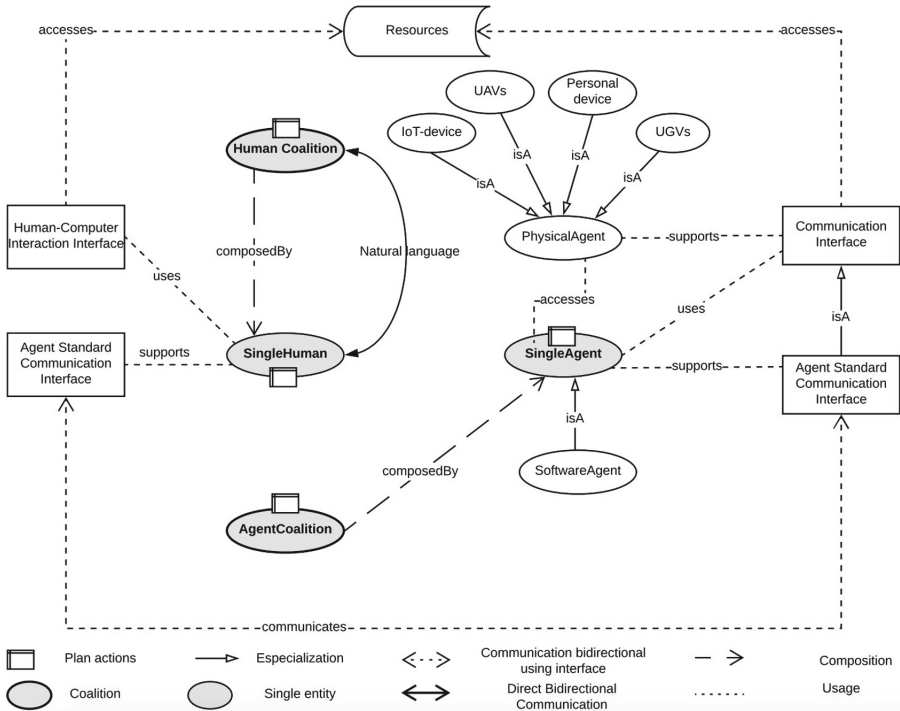 accesses
Resources
accesses
UAVs
Personal
device
IoT-device
UGVs
Human Coalition
isA
isA
isA
isA
Human-Computer
Interaction Interface
composedBy
Natural language
PhysicalAgent
supports
Communication
Interface
uses
accesses
uses
isA
Agent Standard
Communication
Interface
supports
SingleHuman
SingleAgent
supports
Agent Standard
Communication
Interface
isA
composedBy
SoftwareAgent
AgentCoalition
communicates
Plan actions
Especialization
Communication bidirectional
using interface
Composition
Coalition
Single entity
Direct Bidirectional
Communication
Usage